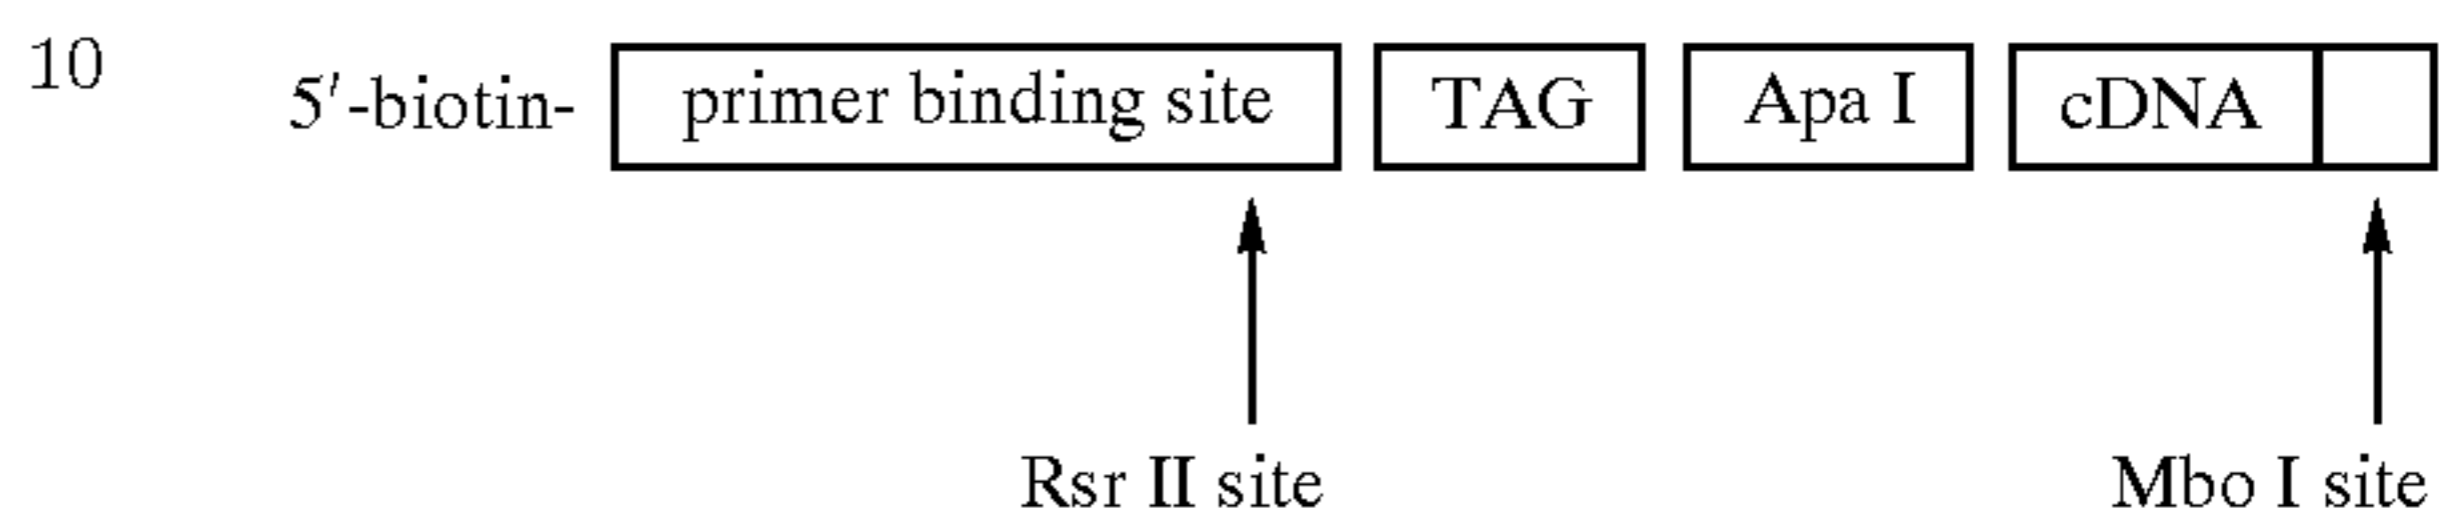 10
5′-biotin- primer binding site TAG Apa I cDNA
Rsr II site Mbo I site